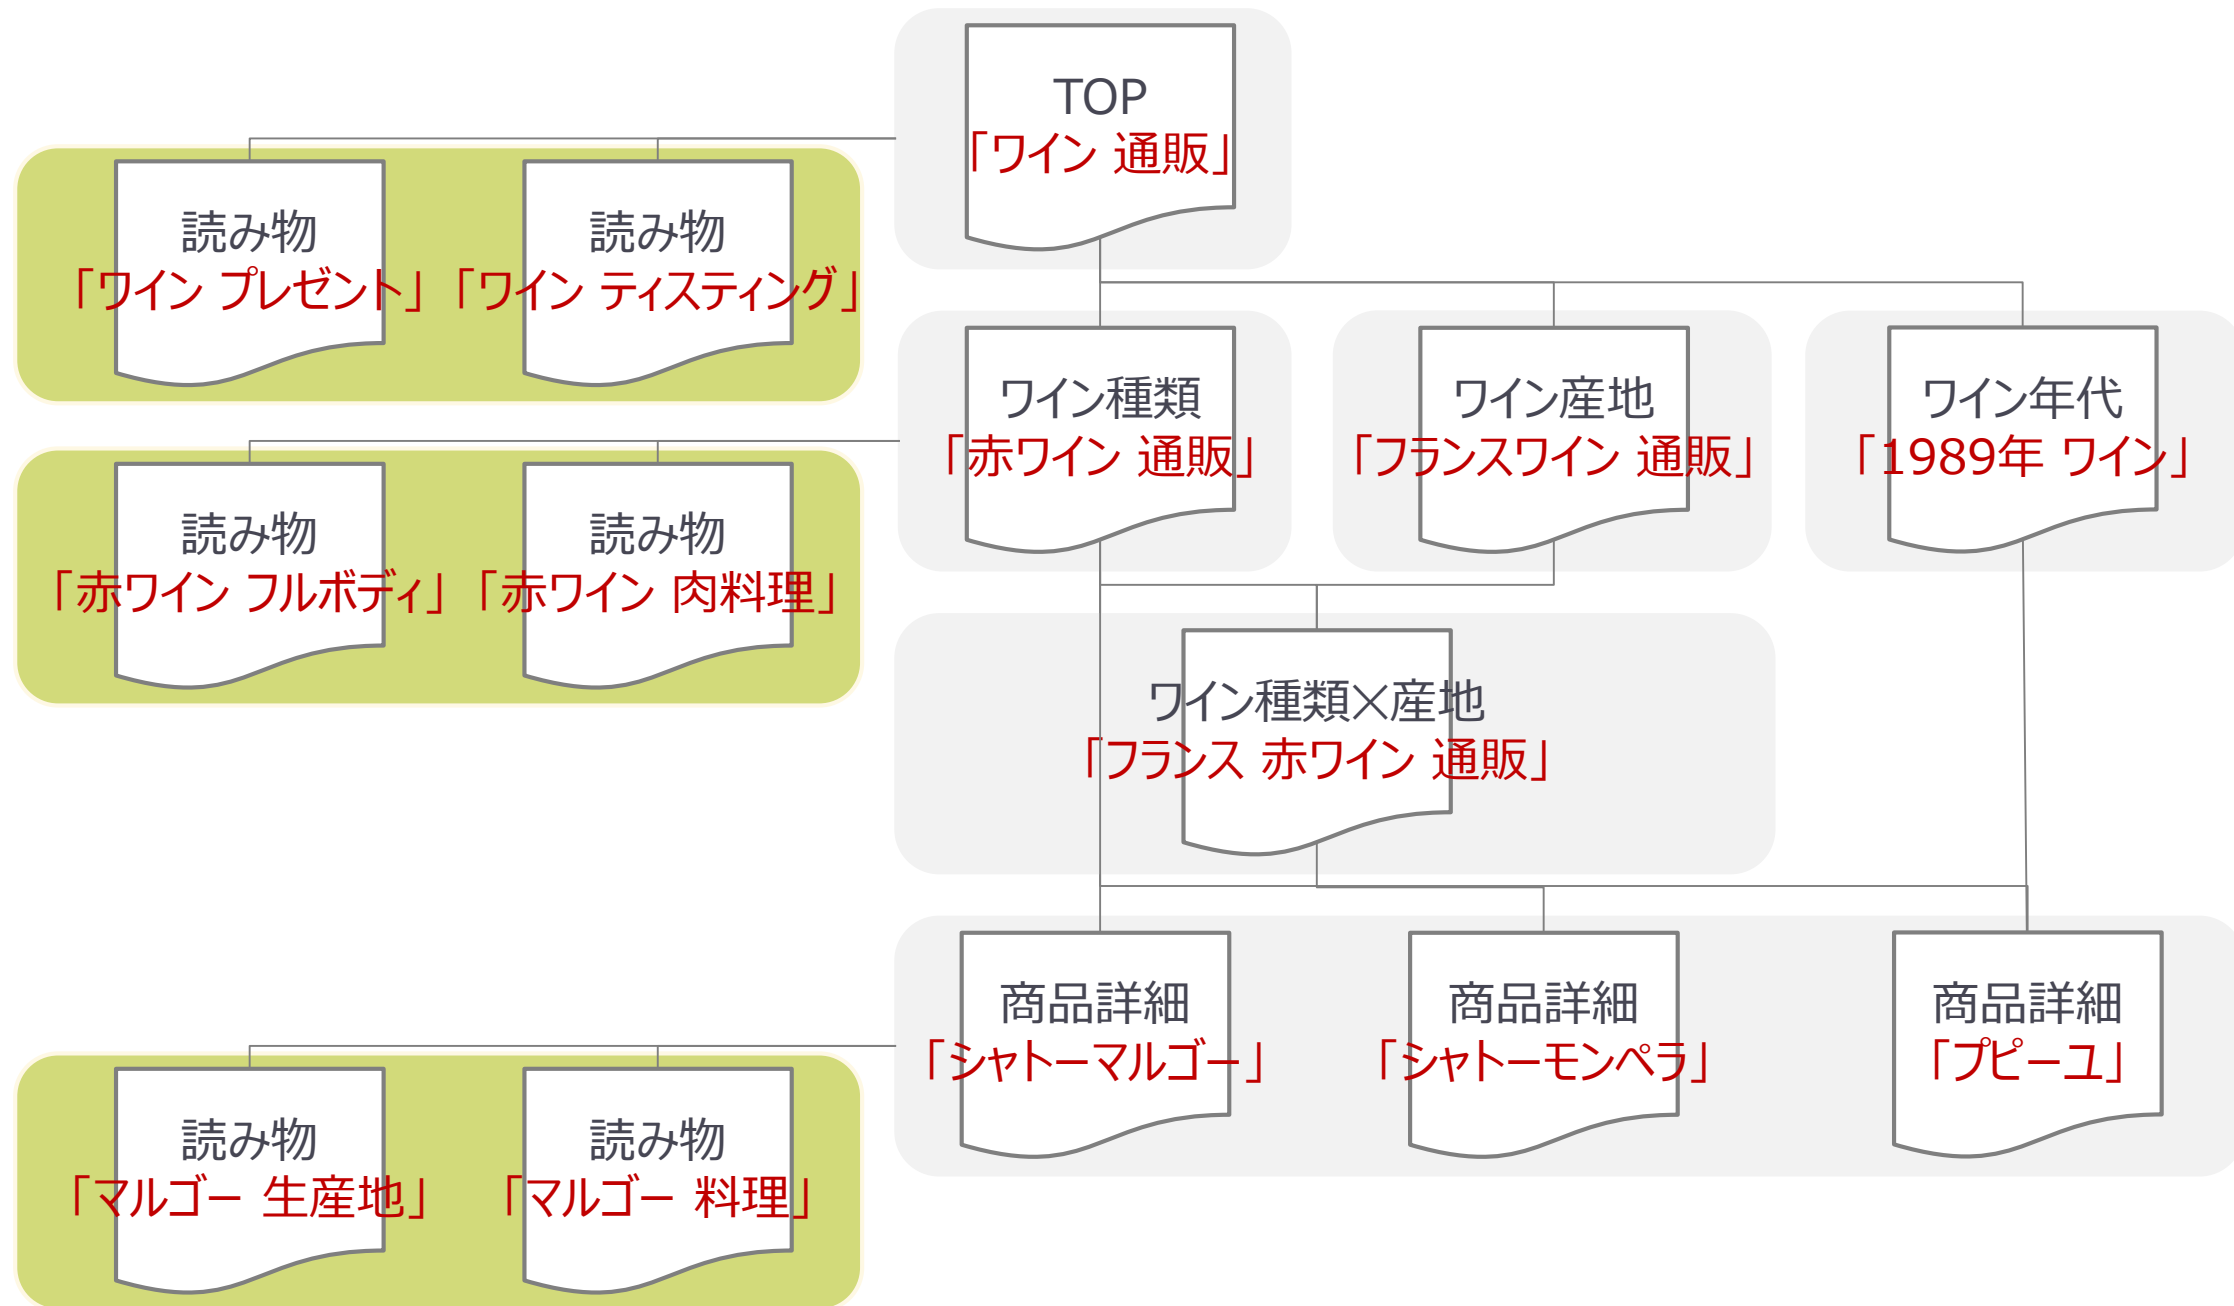 TOP
「ワイン 通販」
読み物
「ワイン プレゼント」
読み物
「ワイン ティスティング」
ワイン種類
「赤ワイン 通販」
ワイン産地
「フランスワイン 通販」
ワイン年代
「1989年 ワイン」
読み物
「赤ワイン フルボディ」
読み物
「赤ワイン 肉料理」
ワイン種類×産地
「フランス 赤ワイン 通販」
商品詳細
「シャトーマルゴー」
商品詳細
「シャトーモンペラ」
商品詳細
「プピーユ」
読み物
「マルゴー 生産地」
読み物
「マルゴー 料理」